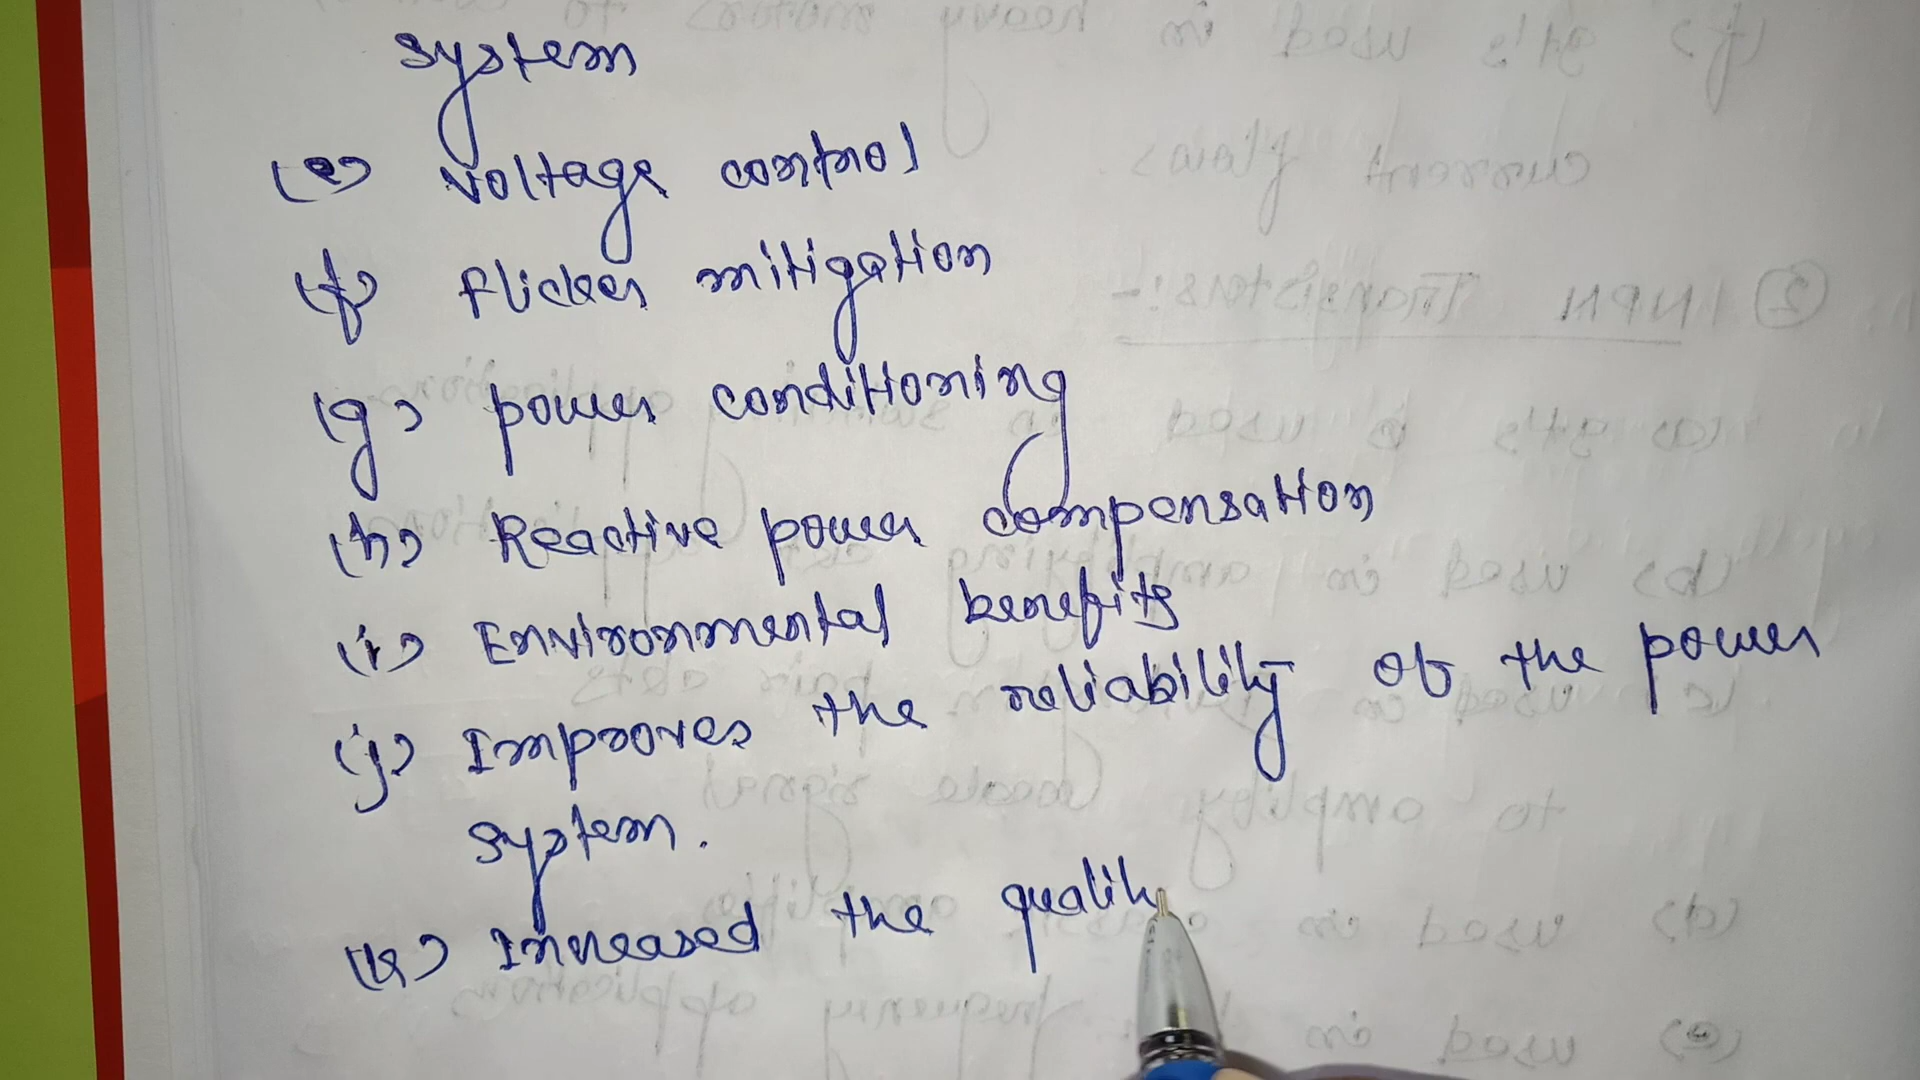 system
(e) Voltage control
(f) flicker mitigation
(g) power conditioning
(h) Reactive power compensation
(i) Environmental benefits
(j) Improves the reliability of the power
system.
(k) Increased the quality